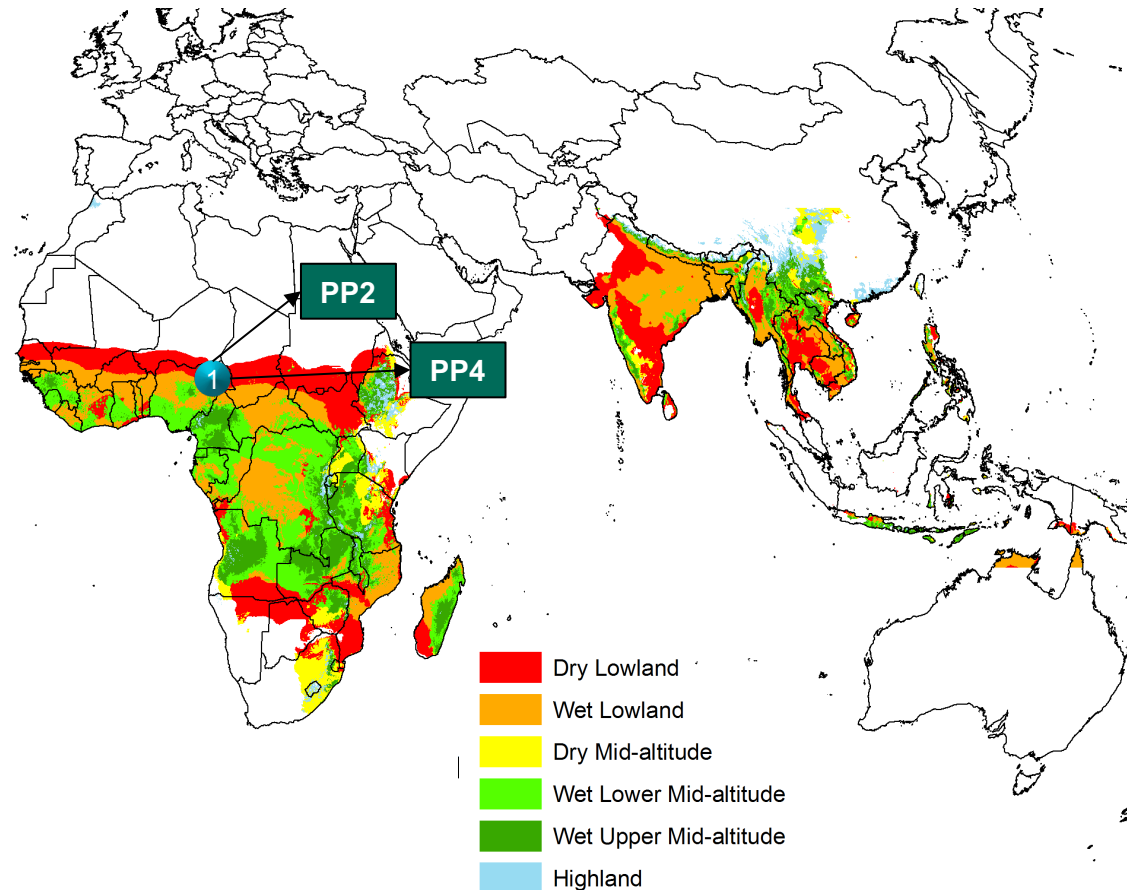 PP2
PP4
1
Dry Lowland
Wet Lowland
Dry Mid-altitude
Wet Lower Mid-altitude
Wet Upper Mid-altitude
Highland